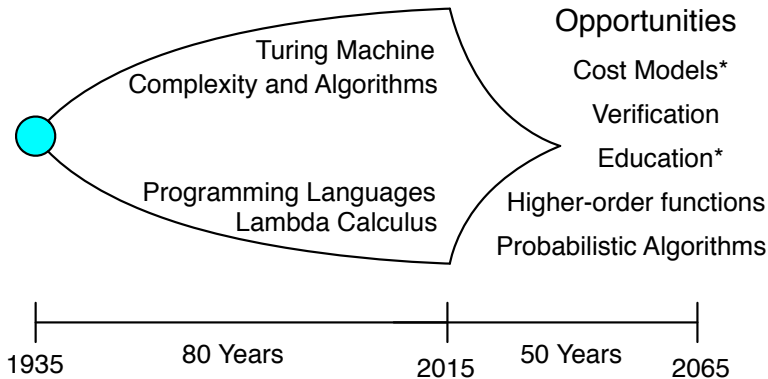 Opportunities
Turing Machine
Complexity and Algorithms
Cost Models*
Verification
Education*
Programming Languages
Lambda Calculus
Higher-order functions
Probabilistic Algorithms
1935
80 Years
2015
50 Years
2065